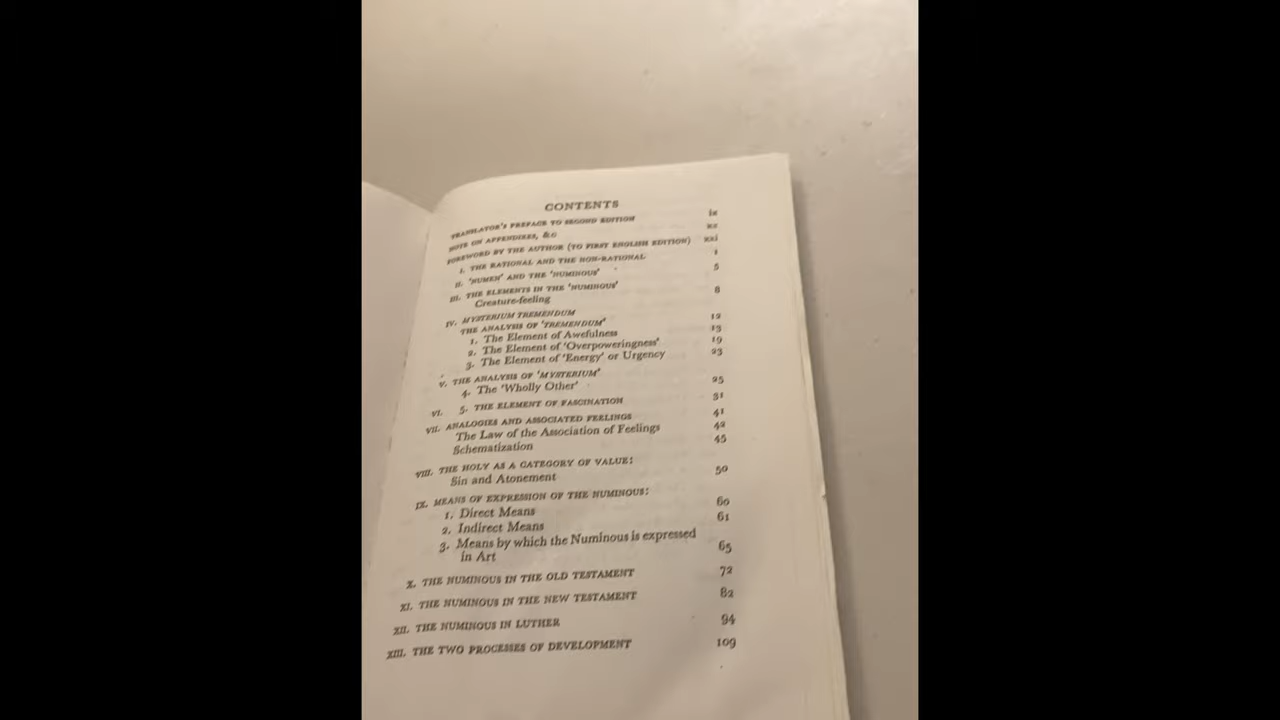 CONTENTS
TRANSLATOR'S PREFACE TO SECOND EDITION ix
NOTE ON APPENDIXES, &c xx
FOREWORD BY THE AUTHOR (TO FIRST ENGLISH EDITION) xxi
I. THE RATIONAL AND THE NON-RATIONAL 1
II. 'NUMEN' AND THE 'NUMINOUS' 5
III. THE ELEMENTS IN THE 'NUMINOUS'
Creature-feeling 8
IV. MYSTERIUM TREMENDUM
THE ANALYSIS OF 'TREMENDUM' 12
1. The Element of Awefulness 13
2. The Element of 'Overpoweringness' 19
3. The Element of 'Energy' or Urgency 23
V. THE ANALYSIS OF 'MYSTERIUM'
4. The 'Wholly Other' 25
VI. 5. THE ELEMENT OF FASCINATION 31
VII. ANALOGIES AND ASSOCIATED FEELINGS 41
The Law of the Association of Feelings 42
Schematization 45
VIII. THE HOLY AS A CATEGORY OF VALUE:
Sin and Atonement 50
IX. MEANS OF EXPRESSION OF THE NUMINOUS:
1. Direct Means 60
2. Indirect Means 61
3. Means by which the Numinous is expressed
in Art 65
X. THE NUMINOUS IN THE OLD TESTAMENT 72
XI. THE NUMINOUS IN THE NEW TESTAMENT 82
XII. THE NUMINOUS IN LUTHER 94
XIII. THE TWO PROCESSES OF DEVELOPMENT 109